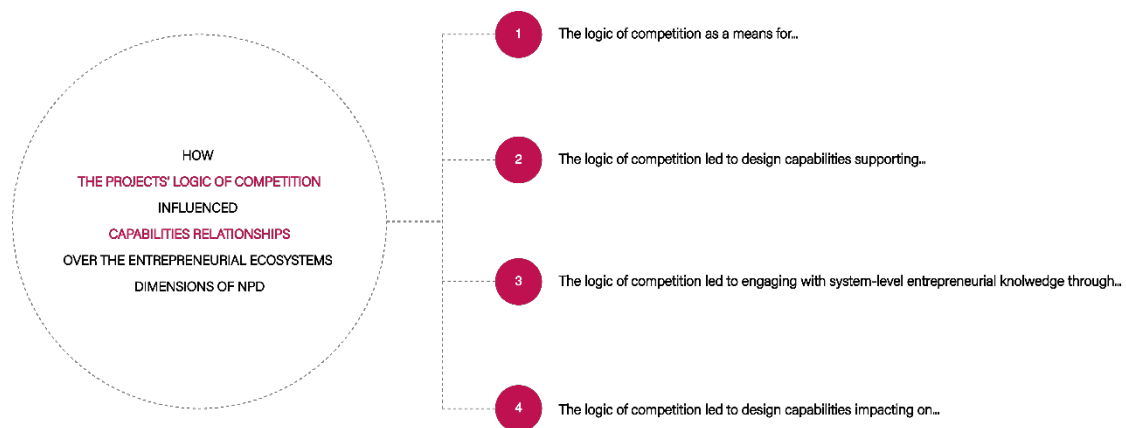 HOW
THE PROJECTS' LOGIC OF COMPETITION
INFLUENCED
CAPABILITIES RELATIONSHIPS
OVER THE ENTREPRENEURIAL ECOSYSTEMS
DIMENSIONS OF NPD
1 The logic of competition as a means for...
2 The logic of competition led to design capabilities supporting...
3 The logic of competition led to engaging with system-level entrepreneurial knolwedge through...
4 The logic of competition led to design capabilities impacting on...